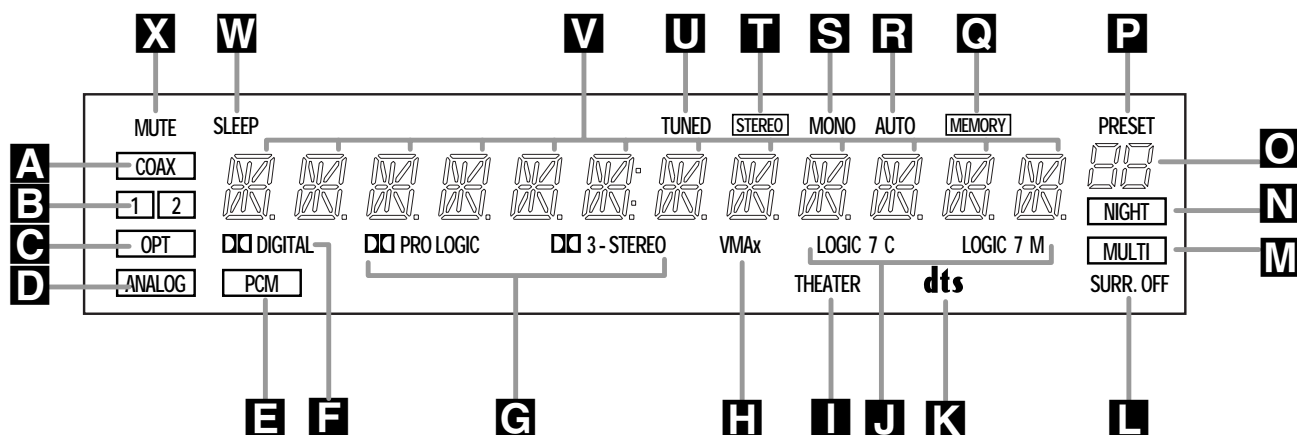 X W V U T S R Q P
MUTE SLEEP TUNED STEREO MONO AUTO MEMORY PRESET
A COAX O
B 1 2 NIGHT N
C OPT DIGITAL PRO LOGIC 3 - STEREO VMAx LOGIC 7 C LOGIC 7 M MULTI M
D ANALOG PCM THEATER dts SURR. OFF
E F G H I J K L